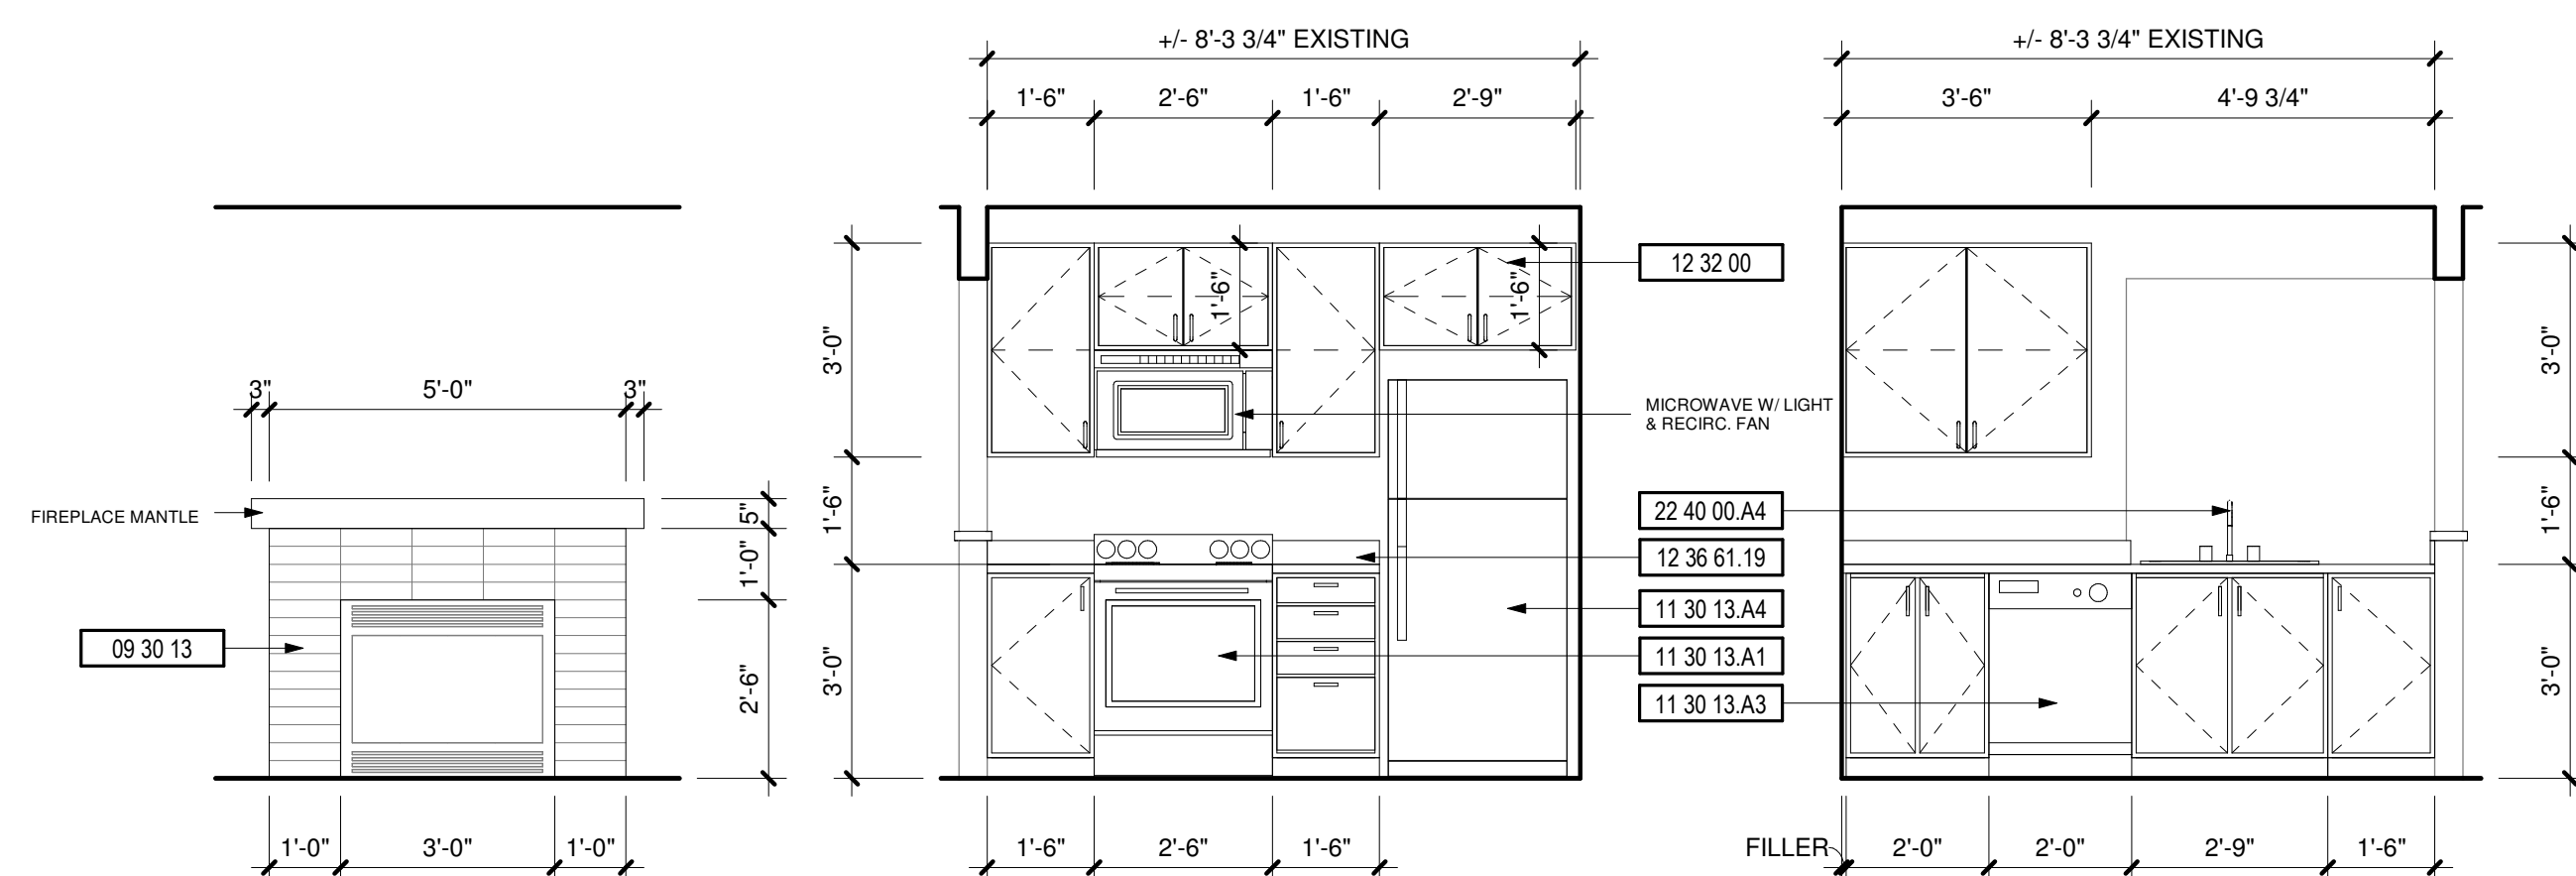 +/- 8'-3 3/4" EXISTING
+/- 8'-3 3/4" EXISTING
1'-6"
2'-6"
1'-6"
2'-9"
3'-6"
4'-9 3/4"
12 32 00
1'-6"
1'-6"
3'-0"
3'-0"
3"
5'-0"
3"
MICROWAVE W/ LIGHT
& RECIRC. FAN
FIREPLACE MANTLE
5"
1'-6"
22 40 00.A4
1'-6"
12 36 61.19
1'-0"
11 30 13.A4
09 30 13
11 30 13.A1
2'-6"
3'-0"
3'-0"
11 30 13.A3
1'-0"
3'-0"
1'-0"
1'-6"
2'-6"
1'-6"
FILLER
2'-0"
2'-0"
2'-9"
1'-6"